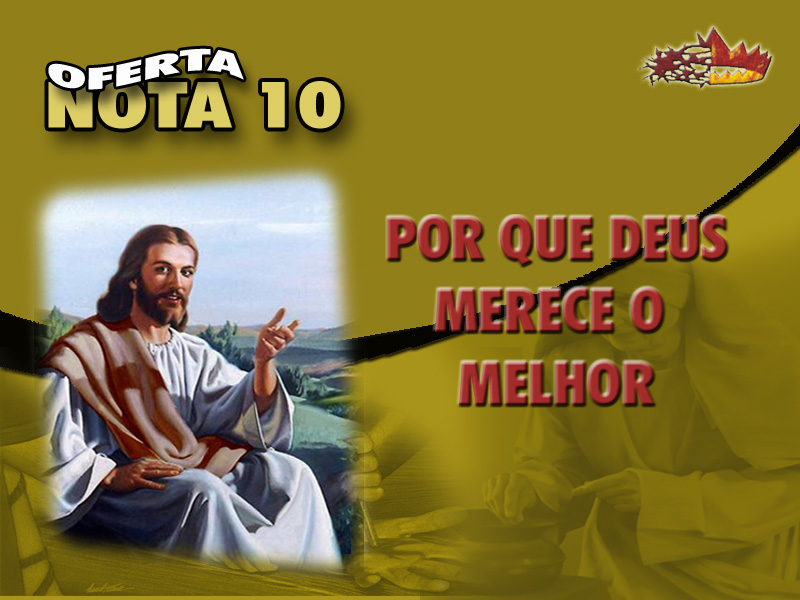 OFERTA
NOTA 10
POR QUE DEUS
MERECE O
MELHOR